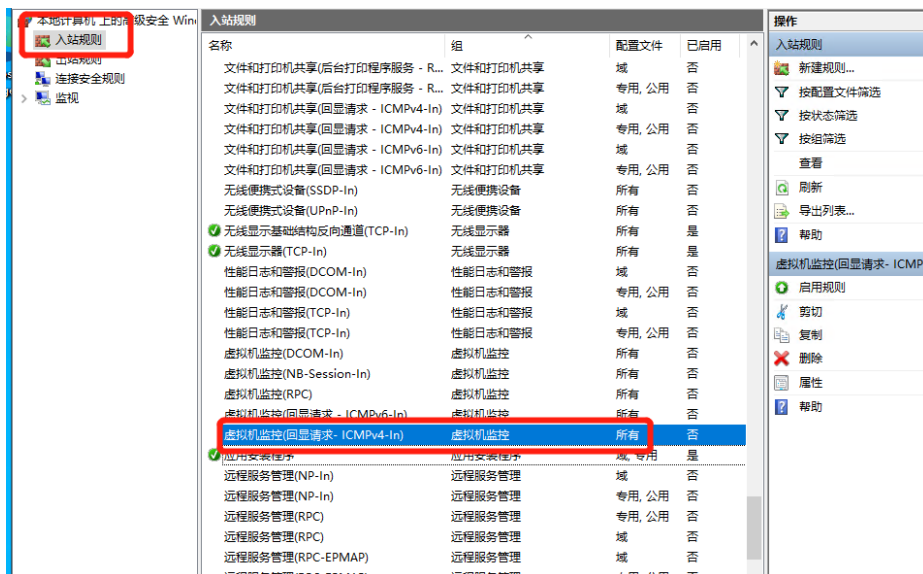 本地计算机 上的高级安全 Win
入站规则
出站规则
连接安全规则
监视
入站规则
名称 组 配置文件 已启用
文件和打印机共享(后台打印程序服务 - R... 文件和打印机共享 域 否
文件和打印机共享(后台打印程序服务 - R... 文件和打印机共享 专用, 公用 否
文件和打印机共享(回显请求 - ICMPv4-In) 文件和打印机共享 域 否
文件和打印机共享(回显请求 - ICMPv4-In) 文件和打印机共享 专用, 公用 否
文件和打印机共享(回显请求 - ICMPv6-In) 文件和打印机共享 域 否
文件和打印机共享(回显请求 - ICMPv6-In) 文件和打印机共享 专用, 公用 否
无线便携式设备(SSDP-In) 无线便携设备 所有 否
无线便携式设备(UPnP-In) 无线便携设备 所有 否
无线显示基础结构反向通道(TCP-In) 无线显示器 所有 是
无线显示器(TCP-In) 无线显示器 所有 是
性能日志和警报(DCOM-In) 性能日志和警报 域 否
性能日志和警报(DCOM-In) 性能日志和警报 专用, 公用 否
性能日志和警报(TCP-In) 性能日志和警报 域 否
性能日志和警报(TCP-In) 性能日志和警报 专用, 公用 否
虚拟机监控(DCOM-In) 虚拟机监控 所有 否
虚拟机监控(NB-Session-In) 虚拟机监控 所有 否
虚拟机监控(RPC) 虚拟机监控 所有 否
虚拟机监控(回显请求 - ICMPv6-In) 虚拟机监控 所有 否
虚拟机监控(回显请求- ICMPv4-In) 虚拟机监控 所有 否
应用安装程序 应用安装程序 域, 专用 是
远程服务管理(NP-In) 远程服务管理 域 否
远程服务管理(NP-In) 远程服务管理 专用, 公用 否
远程服务管理(RPC) 远程服务管理 专用, 公用 否
远程服务管理(RPC) 远程服务管理 域 否
远程服务管理(RPC-EPMAP) 远程服务管理 域 否
操作
入站规则
新建规则...
按配置文件筛选
按状态筛选
按组筛选
查看
刷新
导出列表...
帮助
虚拟机监控(回显请求- ICMP
启用规则
剪切
复制
删除
属性
帮助